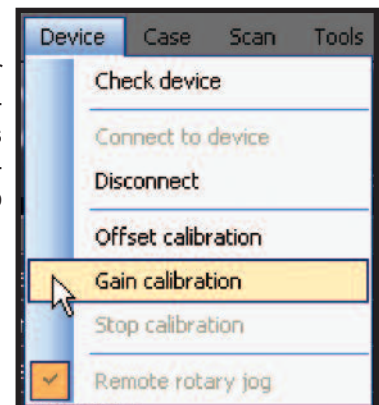 Device Case Scan Tools
Check device
Connect to device
Disconnect
Offset calibration
Gain calibration
Stop calibration
Remote rotary jog